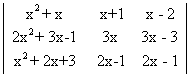 x²+ x x+1 x - 2
2x²+ 3x-1 3x 3x - 3
x²+ 2x+3 2x-1 2x - 1